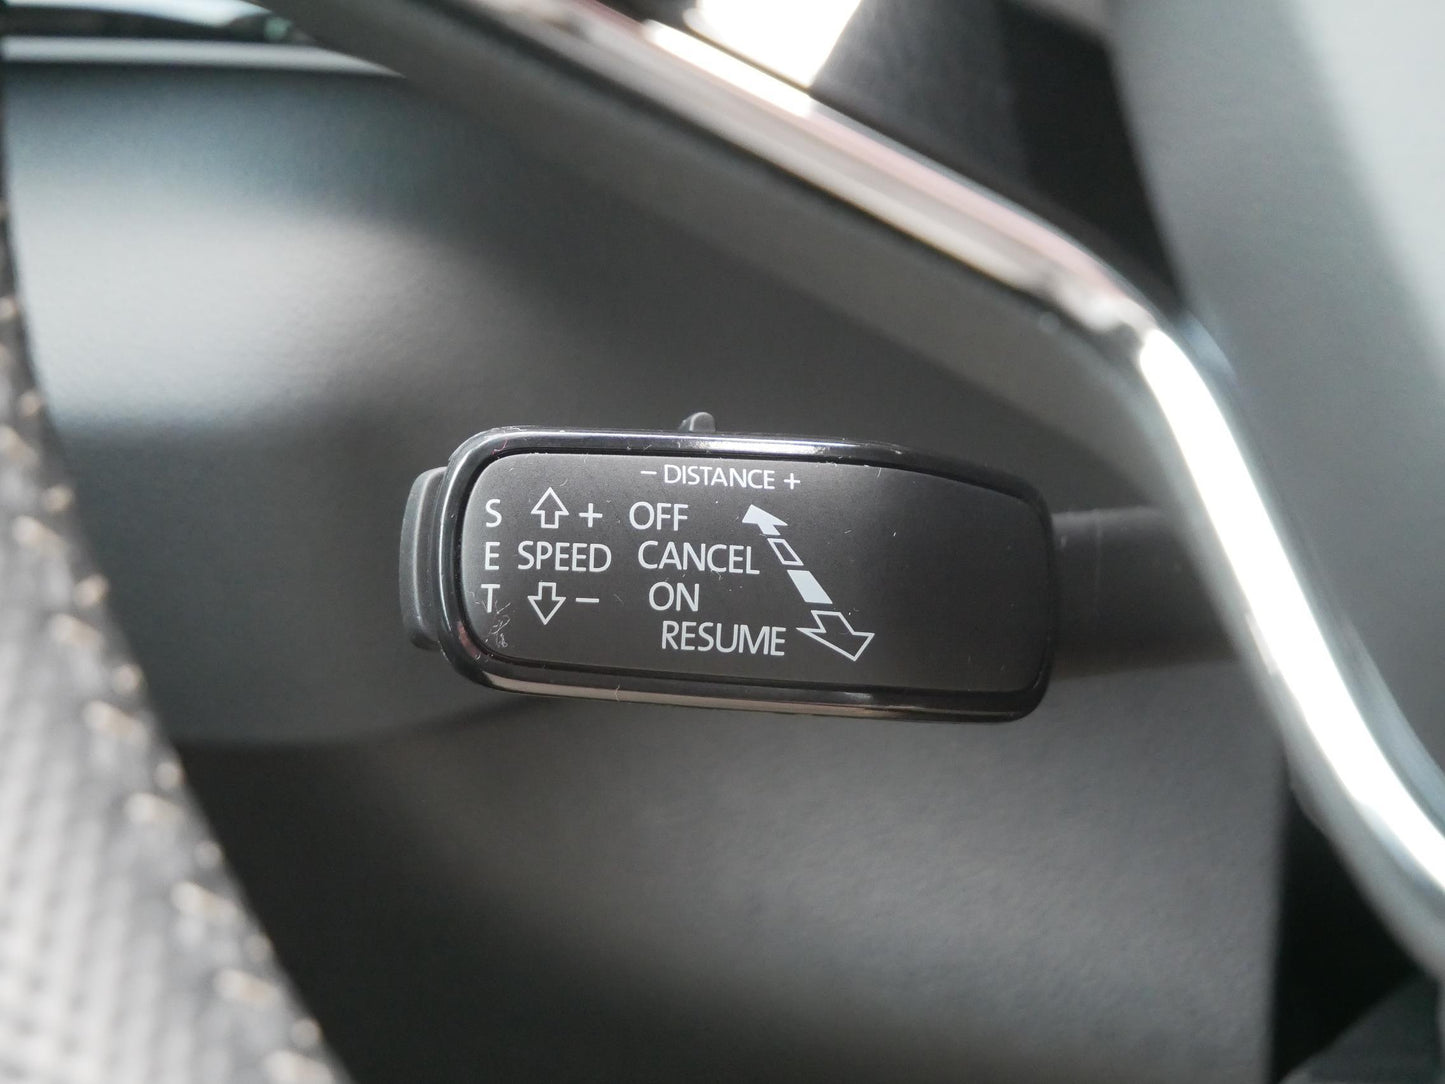 − DISTANCE +
S + OFF
E SPEED CANCEL
T − ON
RESUME